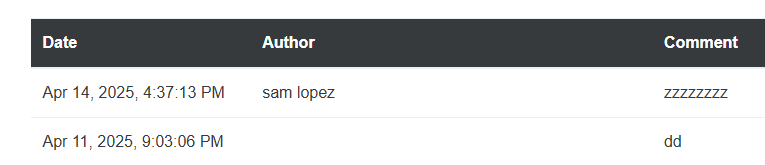 Date Author Comment
Apr 14, 2025, 4:37:13 PM sam lopez zzzzzzzz
Apr 11, 2025, 9:03:06 PM dd